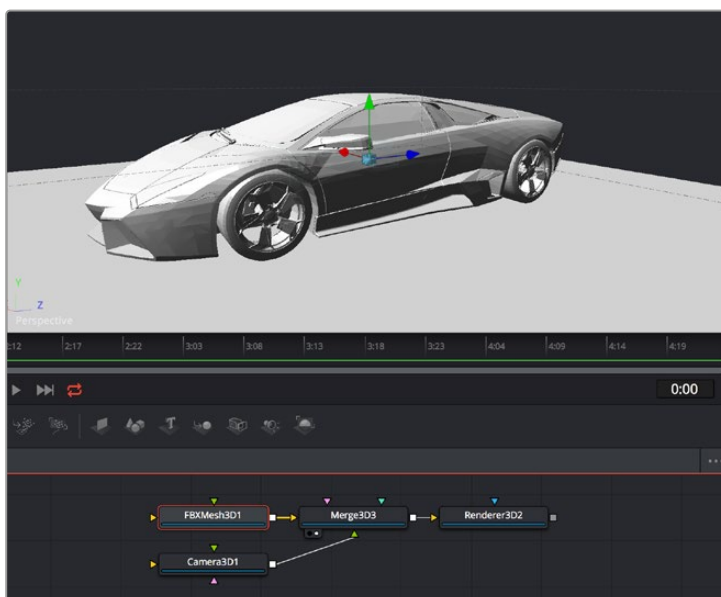 Y
Z
Perspective
2:12 2:17 2:22 3:03 3:08 3:13 3:18 3:23 4:04 4:09 4:14 4:19
0:00
T
FBXMesh3D1 Merge3D3 Renderer3D2
Camera3D1